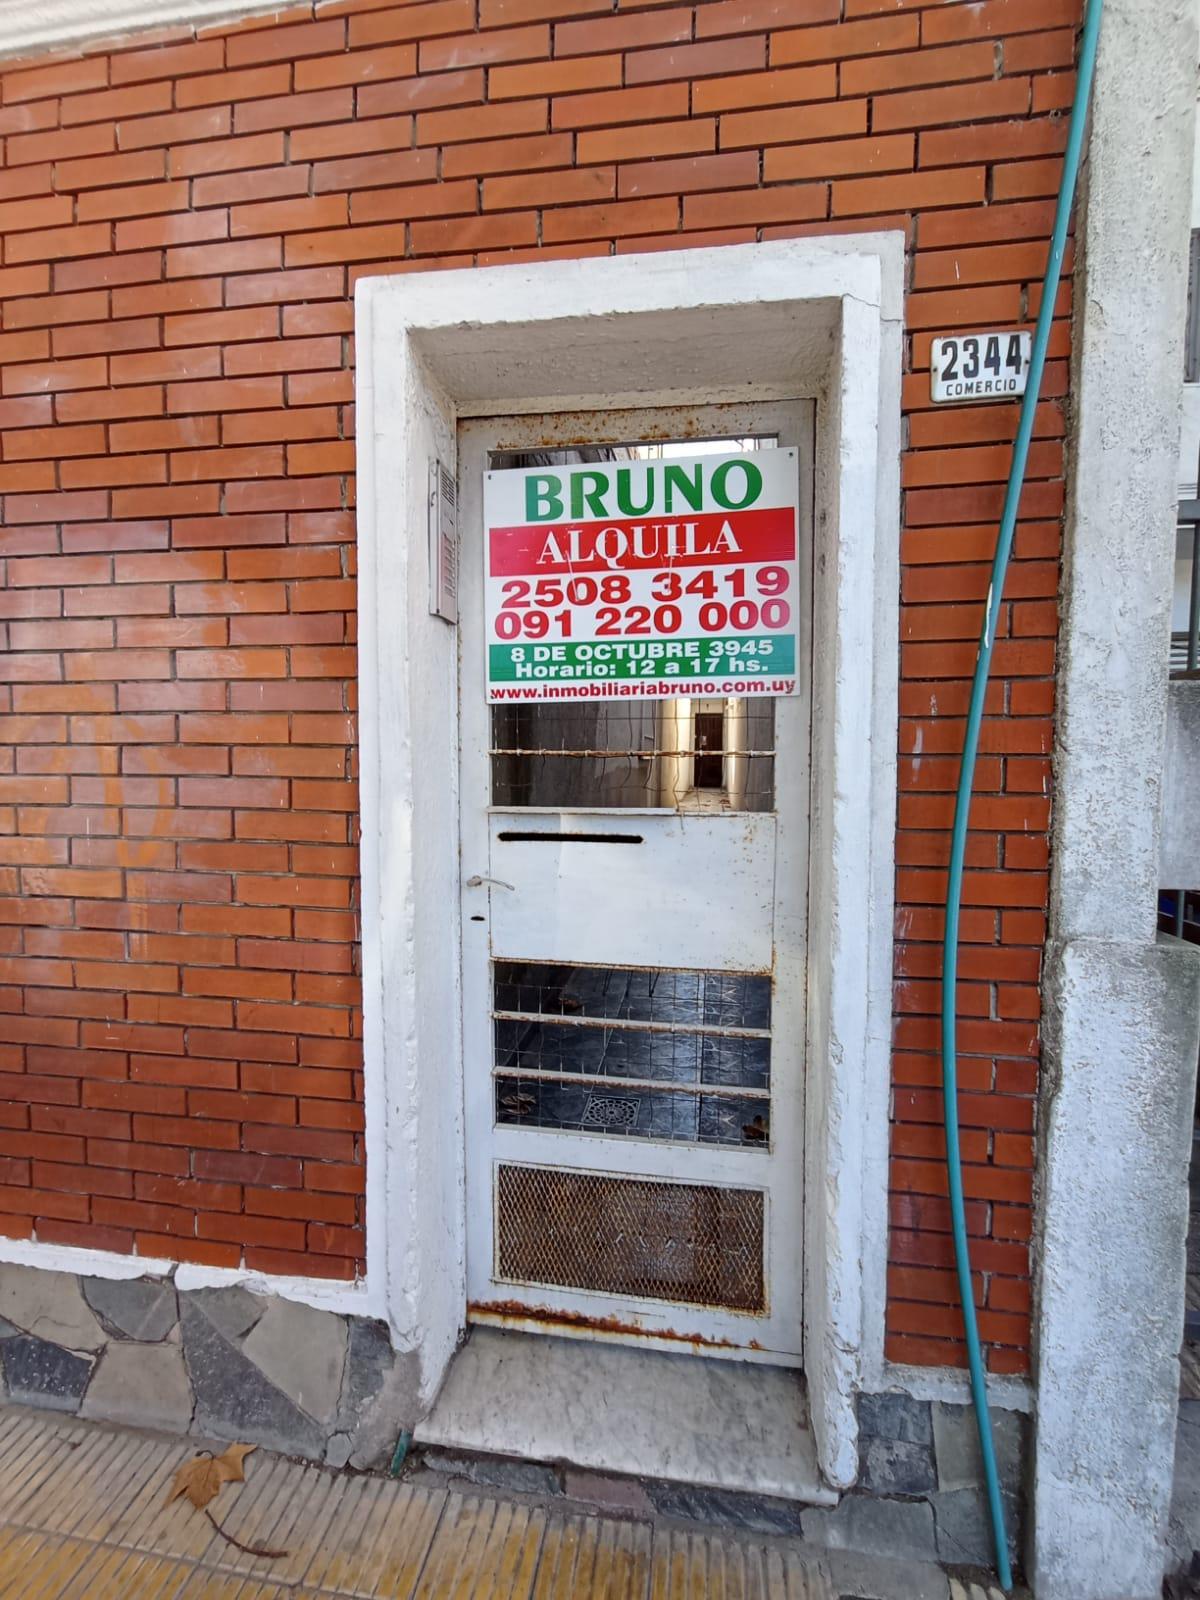 BRUNO
ALQUILA
2508 3419
091 220 000
8 DE OCTUBRE 3945
Horario: 12 a 17 hs.
www.inmobiliariabruno.com.uy
2344
COMERCIO